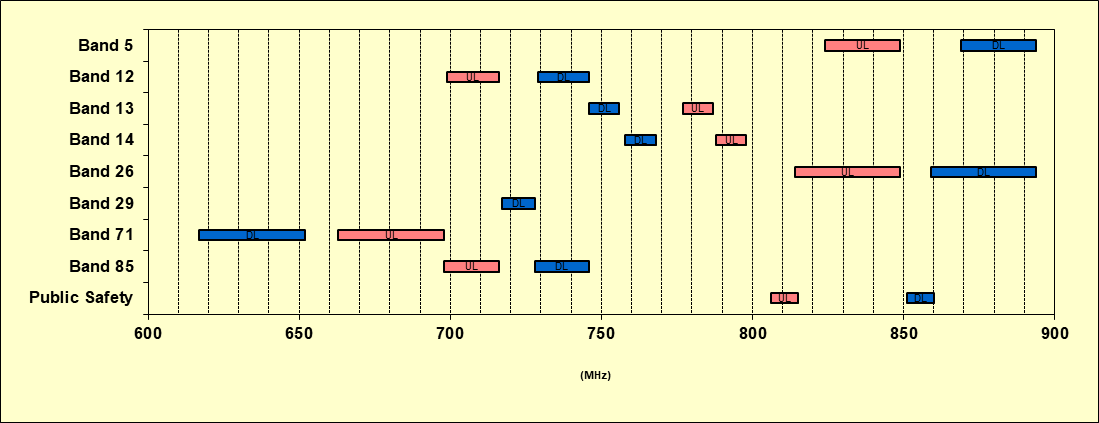 Band 5 UL DL
Band 12 UL DL
Band 13 DL UL
Band 14 DL UL
Band 26 UL DL
Band 29 DL
Band 71 DL UL
Band 85 UL DL
Public Safety UL DL
600 650 700 750 800 850 900
(MHz)